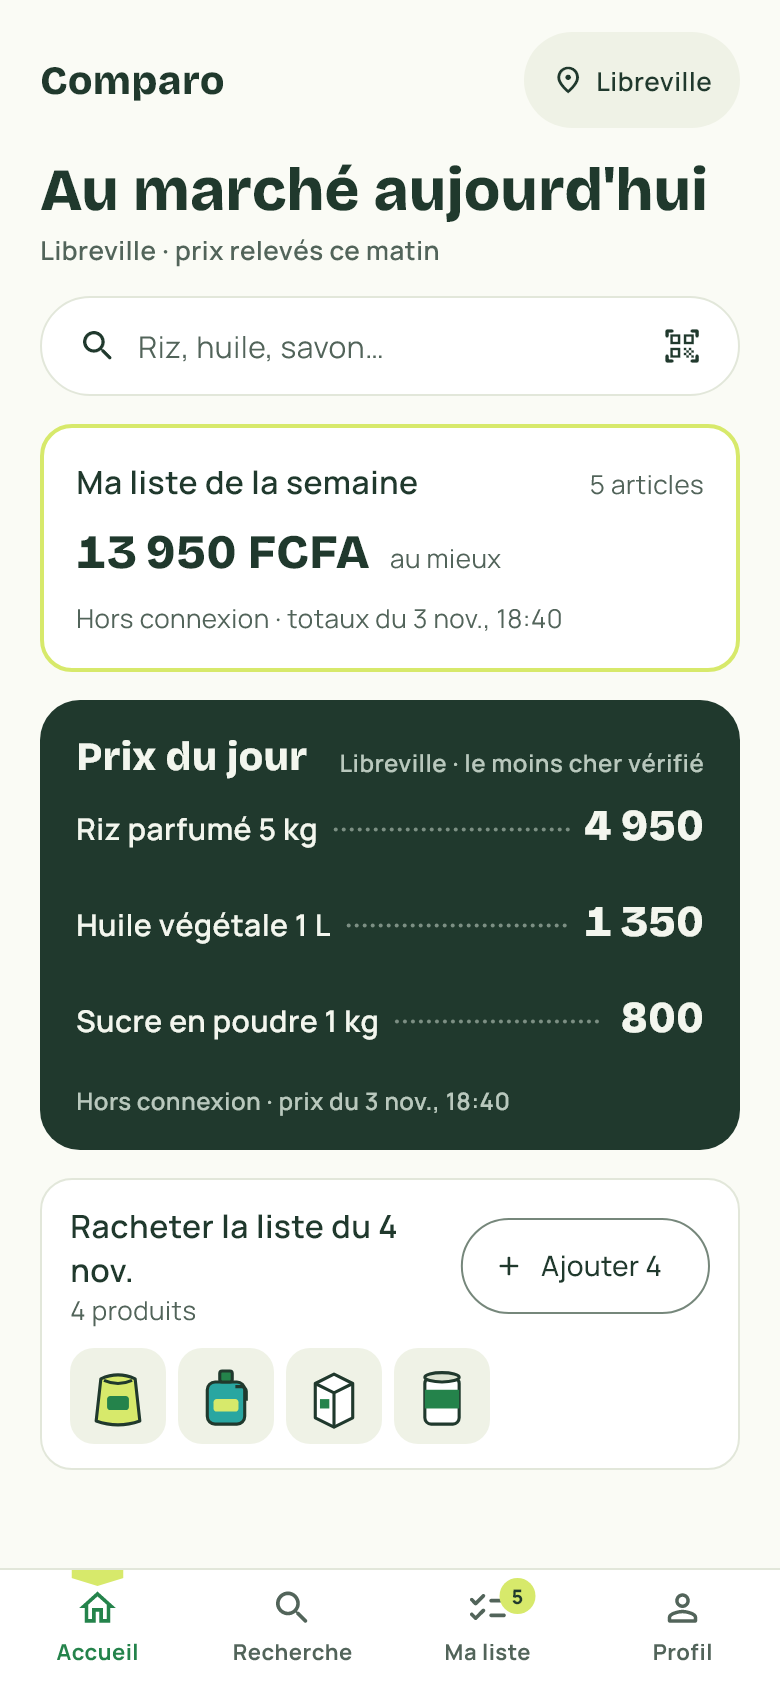 Comparo
Libreville
Au marché aujourd'hui
Libreville · prix relevés ce matin
Riz, huile, savon...
Ma liste de la semaine 5 articles
13 950 FCFA au mieux
Hors connexion · totaux du 3 nov., 18:40
Prix du jour Libreville · le moins cher vérifié
Riz parfumé 5 kg 4 950
Huile végétale 1 L 1 350
Sucre en poudre 1 kg 800
Hors connexion · prix du 3 nov., 18:40
Racheter la liste du 4
nov.
4 produits
+ Ajouter 4
5
Accueil Recherche Ma liste Profil